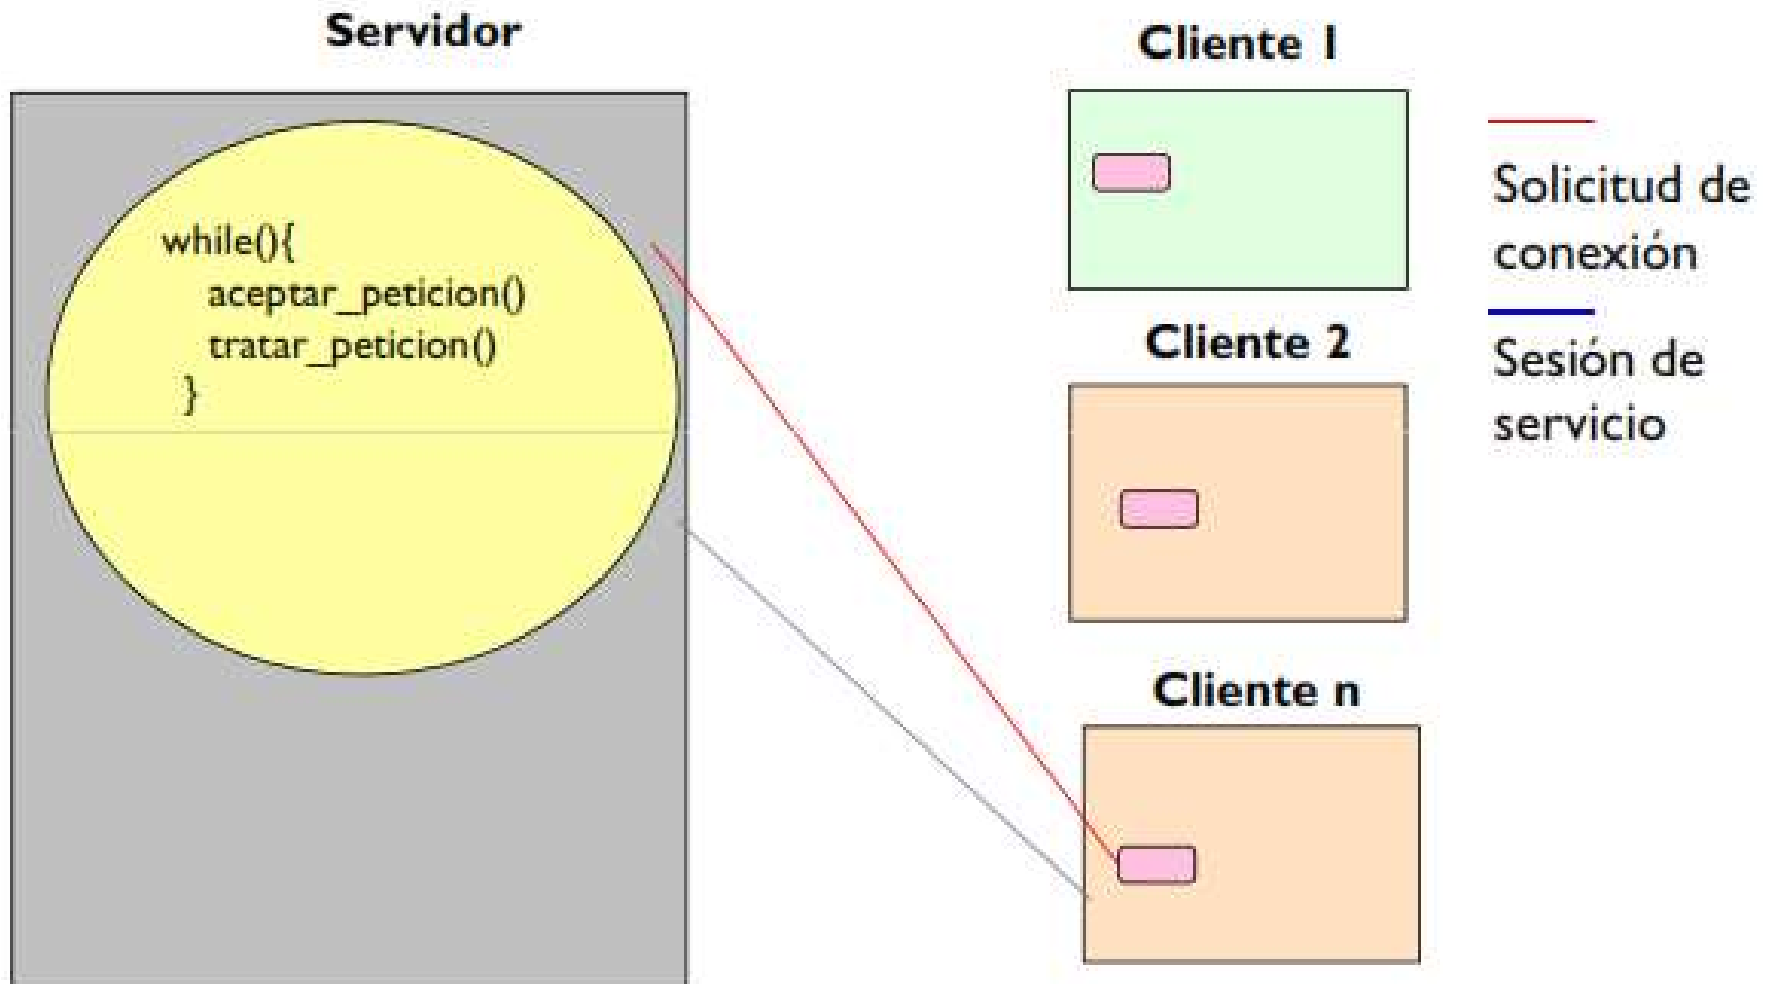 Servidor
while(){
aceptar_peticion()
tratar_peticion()
}
Cliente 1
Cliente 2
Cliente n
Solicitud de
conexión
Sesión de
servicio